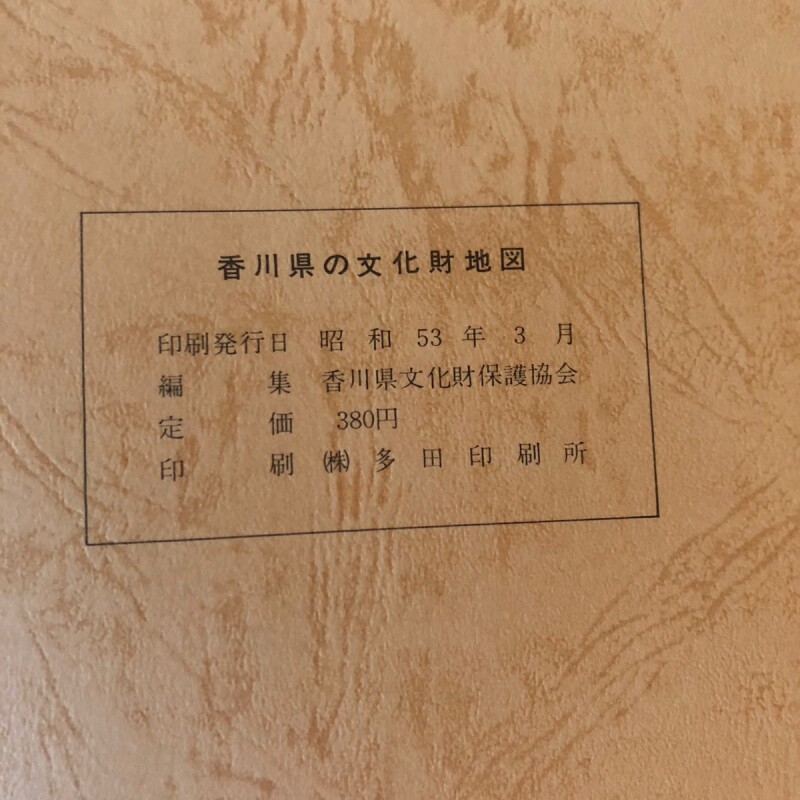 香川県の文化財地図
印刷発行日 昭和53年3月
編集 香川県文化財保護協会
定価 380円
印刷 ㈱多田印刷所